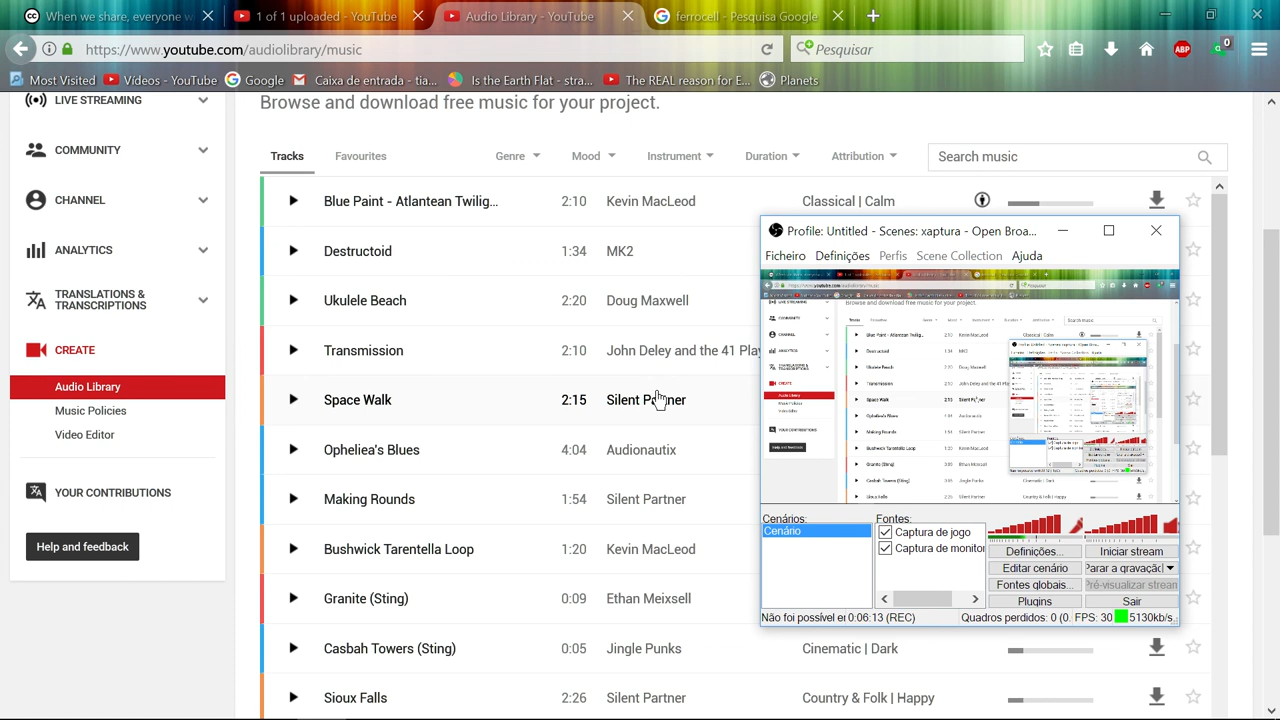 When we share, everyone w
1 of 1 uploaded - YouTube
Audio Library - YouTube
ferrocell - Pesquisa Google
https://www.youtube.com/audiolibrary/music
Pesquisar
ABP
0
Most Visited
Vídeos - YouTube
Google
Caixa de entrada - tia...
Is the Earth Flat - stra...
The REAL reason for E...
Planets
LIVE STREAMING
COMMUNITY
CHANNEL
ANALYTICS
TRANSLATIONS &
TRANSCRIPTIONS
CREATE
Audio Library
Music Policies
Video Editor
YOUR CONTRIBUTIONS
Help and feedback
Browse and download free music for your project.
Tracks Favourites Genre Mood Instrument Duration Attribution Search music
Blue Paint - Atlantean Twilig... 2:10 Kevin MacLeod Classical | Calm
Destructoid 1:34 MK2
Ukulele Beach 2:20 Doug Maxwell
Transmission 2:10 John Deley and the 41 Pla
Space Walk 2:15 Silent Partner
Ophelia's Blues 4:04 Audionautix
Making Rounds 1:54 Silent Partner
Bushwick Tarentella Loop 1:20 Kevin MacLeod
Granite (Sting) 0:09 Ethan Meixsell
Casbah Towers (Sting) 0:05 Jingle Punks Cinematic | Dark
Sioux Falls 2:26 Silent Partner Country & Folk | Happy
Profile: Untitled - Scenes: xaptura - Open Broa...
Ficheiro Definições Perfis Scene Collection Ajuda
Cenários:
Cenário
Fontes:
Captura de jogo
Captura de monitor
Definições... Iniciar stream
Editar cenário Parar a gravação
Fontes globais... Pré-visualizar stream
Plugins Sair
Não foi possível er 0:06:13 (REC) Quadros perdidos: 0 (0. FPS: 30 5130kb/s